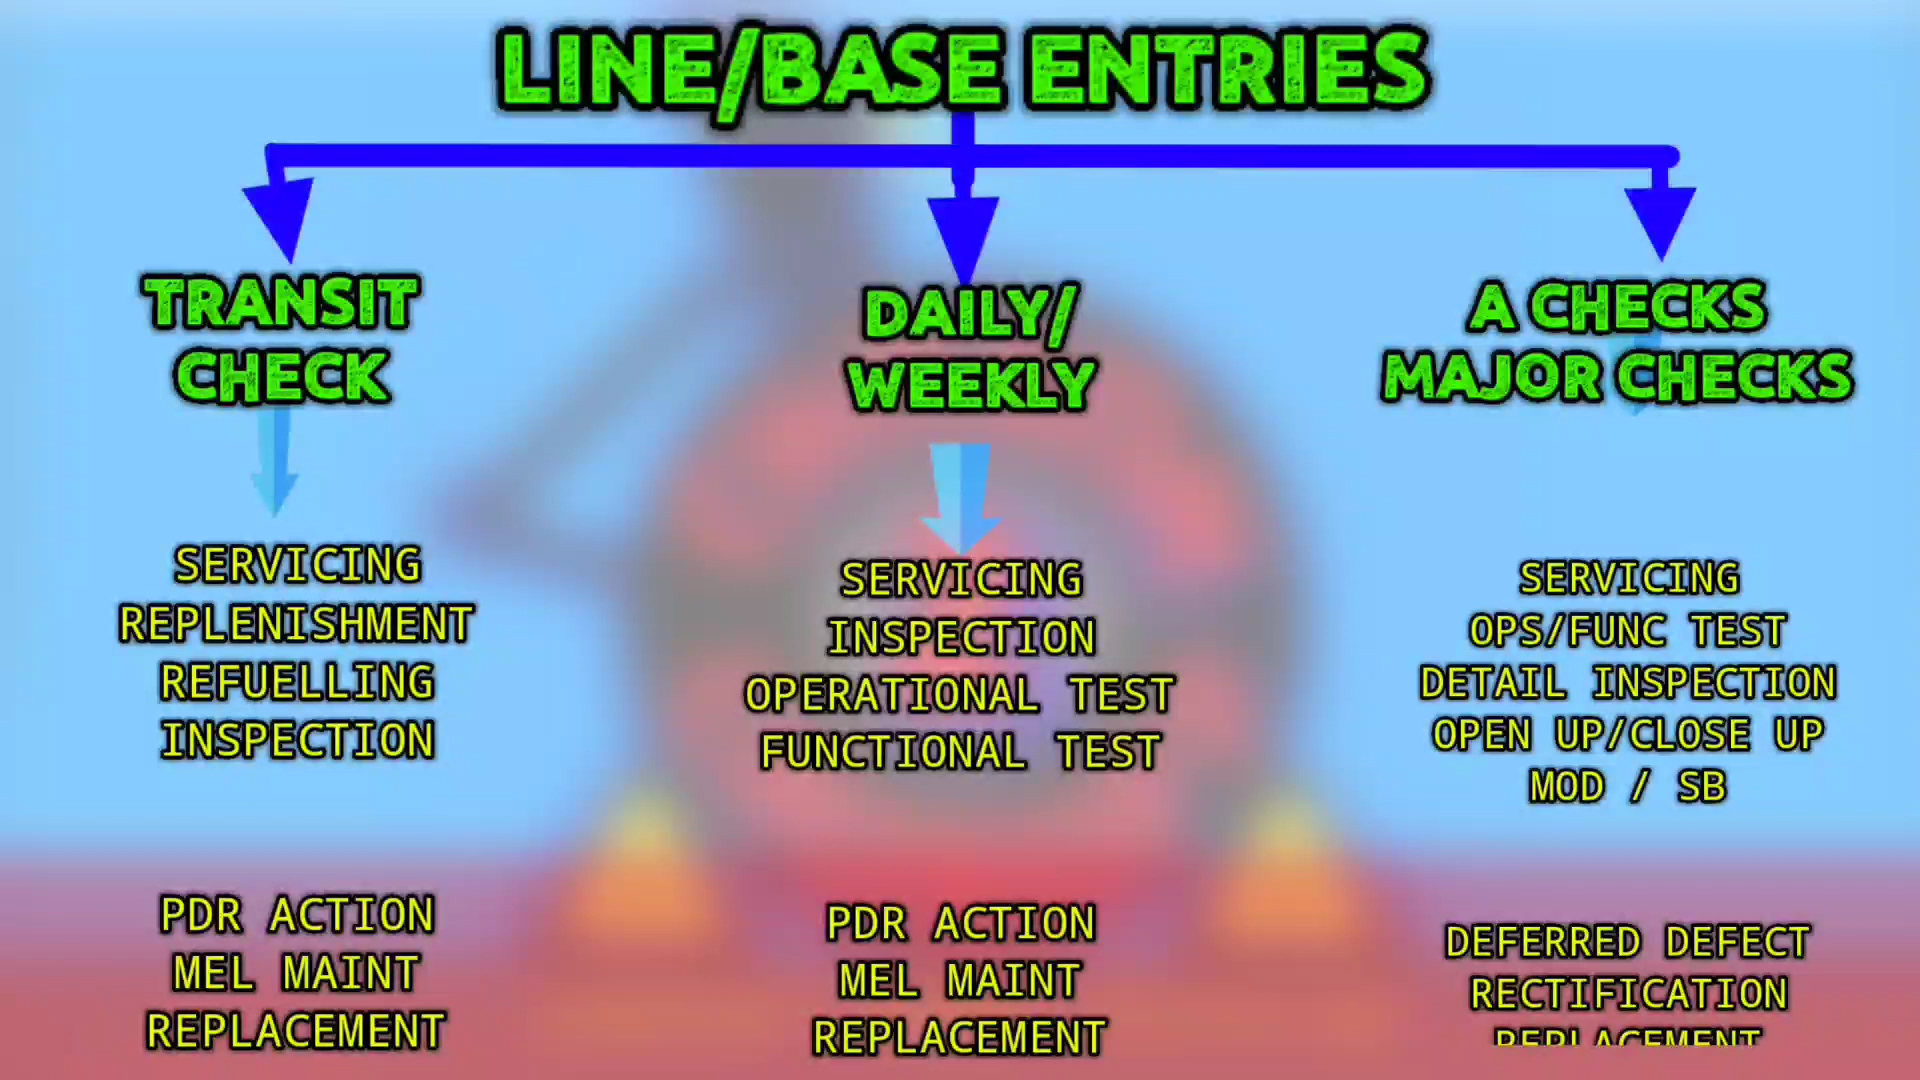 LINE/BASE ENTRIES
TRANSIT
CHECK
SERVICING
REPLENISHMENT
REFUELLING
INSPECTION
PDR ACTION
MEL MAINT
REPLACEMENT
DAILY/
WEEKLY
SERVICING
INSPECTION
OPERATIONAL TEST
FUNCTIONAL TEST
PDR ACTION
MEL MAINT
REPLACEMENT
A CHECKS
MAJOR CHECKS
SERVICING
OPS/FUNC TEST
DETAIL INSPECTION
OPEN UP/CLOSE UP
MOD / SB
DEFERRED DEFECT
RECTIFICATION
REPLACEMENT